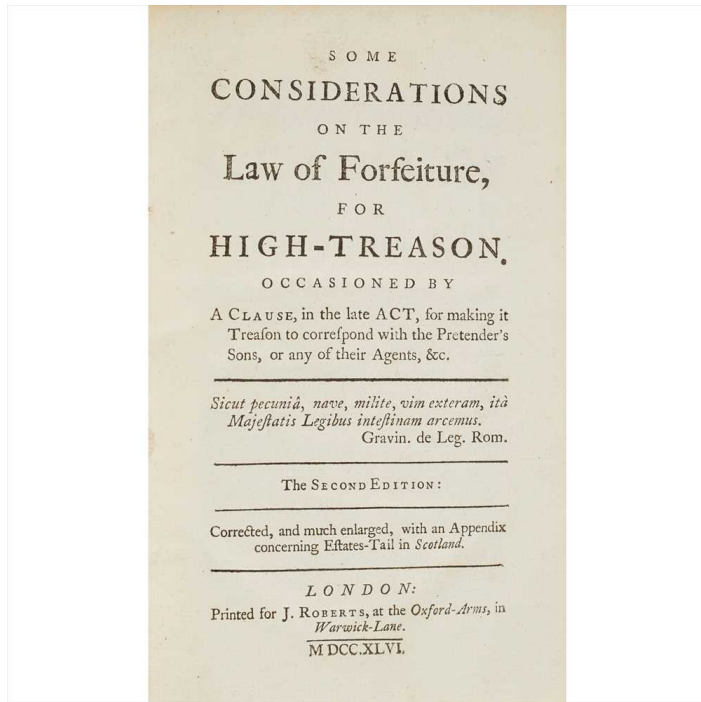 SOME
CONSIDERATIONS
ON THE
Law of Forfeiture,
FOR
HIGH-TREASON.
OCCASIONED BY
A CLAUSE, in the late ACT, for making it
Treaſon to correſpond with the Pretender's
Sons, or any of their Agents, &c.
Sicut pecuniâ, nave, milite, vim exteram, ità
Majeſtatis Legibus inteſtinam arcemus.
Gravin. de Leg. Rom.
The SECOND EDITION:
Corrected, and much enlarged, with an Appendix
concerning Eſtates-Tail in Scotland.
LONDON:
Printed for J. ROBERTS, at the Oxford-Arms, in
Warwick-Lane.
M DCC.XLVI.